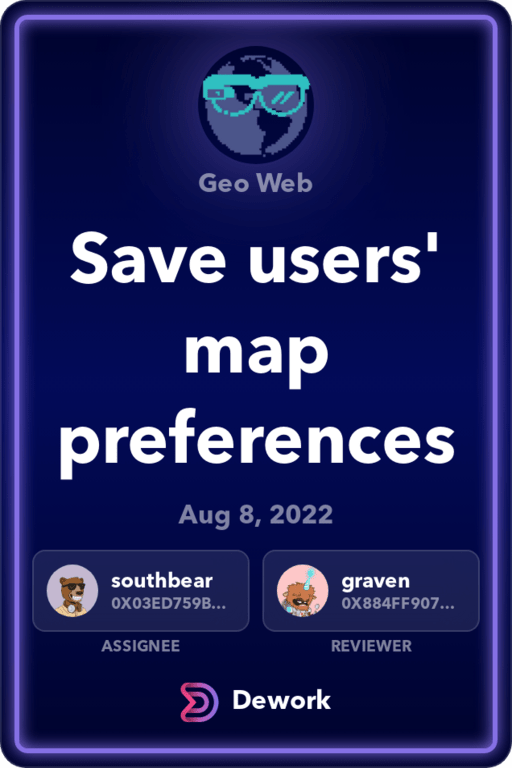 Geo Web
Save users'
map
preferences
Aug 8, 2022
southbear
0X03ED759B...
graven
0X884FF907...
ASSIGNEE
REVIEWER
Dework